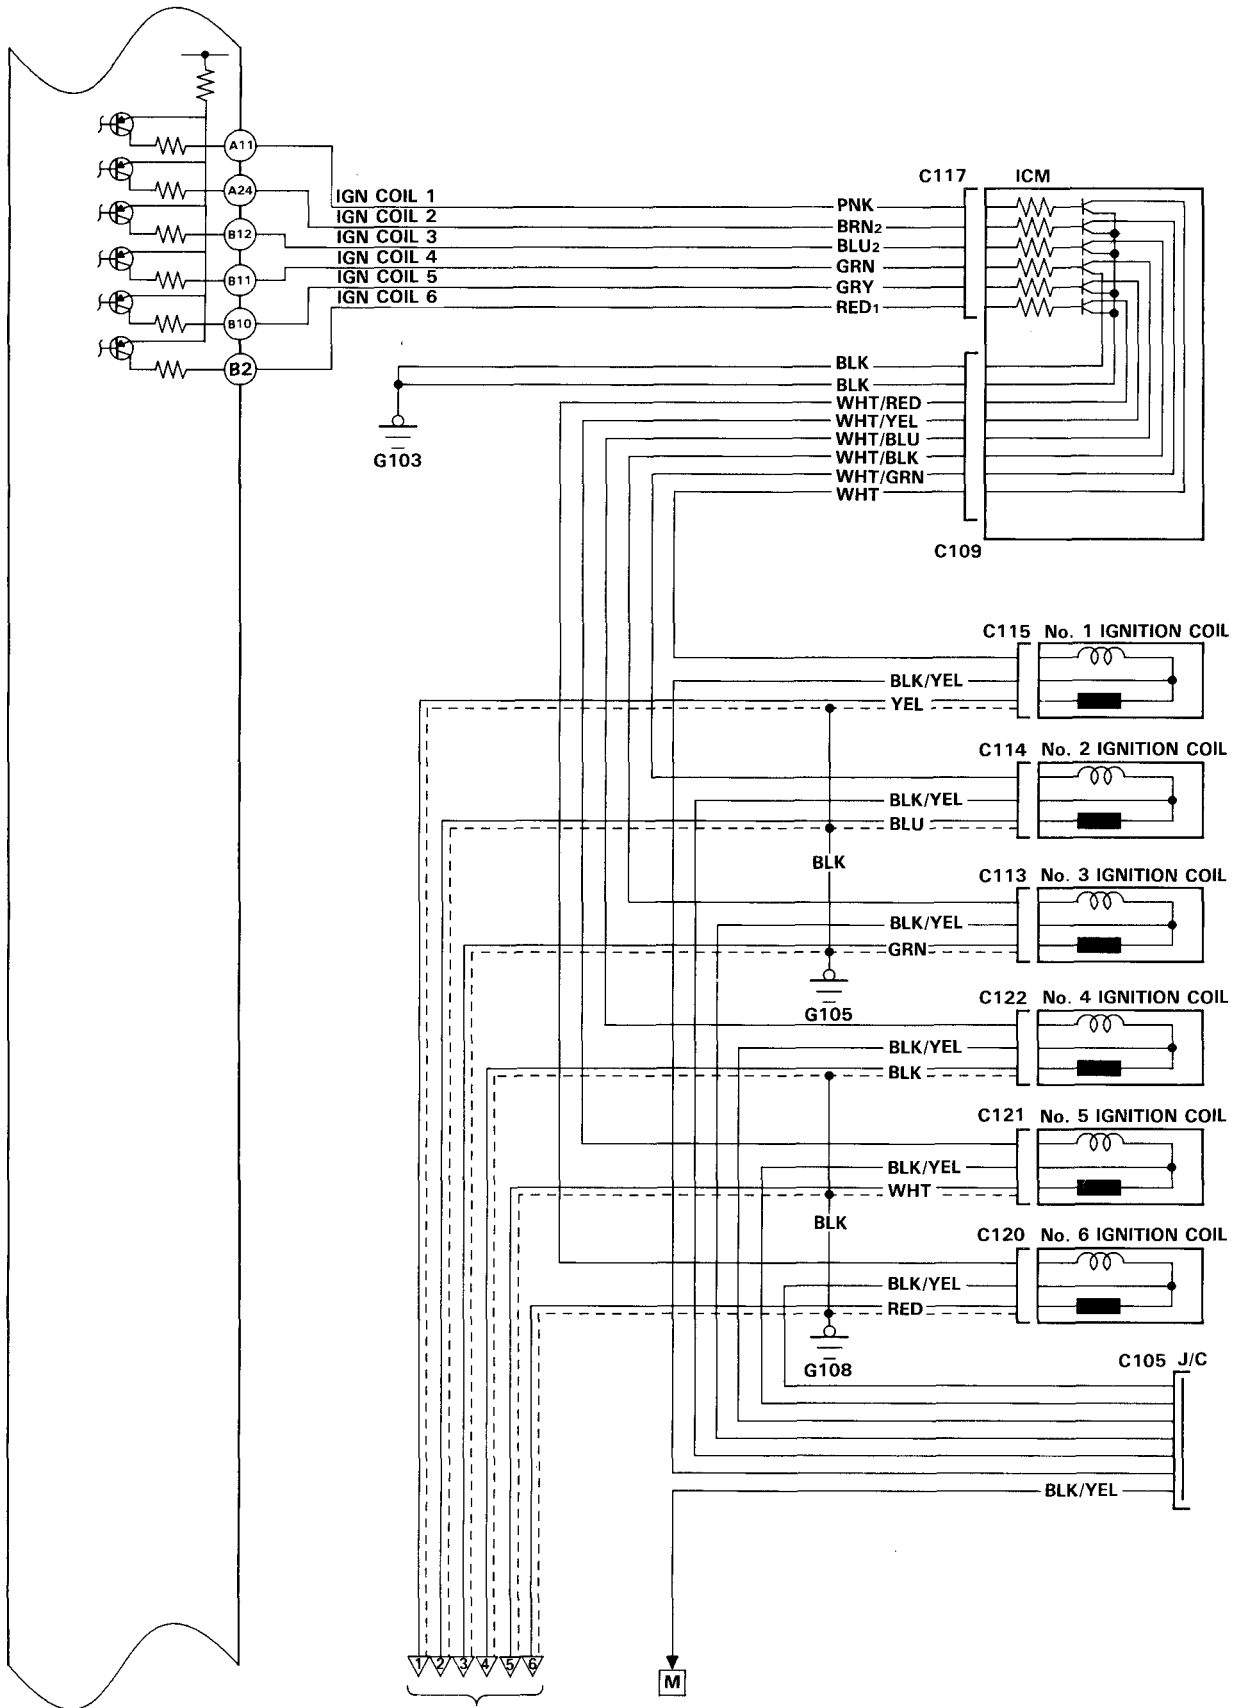 A11
A24
B12
B11
B10
B2
IGN COIL 1
IGN COIL 2
IGN COIL 3
IGN COIL 4
IGN COIL 5
IGN COIL 6
C117 ICM
PNK
BRN2
BLU2
GRN
GRY
RED1
BLK
BLK
WHT/RED
WHT/YEL
WHT/BLU
WHT/BLK
WHT/GRN
WHT
G103
C109
C115 No. 1 IGNITION COIL
BLK/YEL
YEL
C114 No. 2 IGNITION COIL
BLK/YEL
BLU
BLK
C113 No. 3 IGNITION COIL
BLK/YEL
GRN
G105
C122 No. 4 IGNITION COIL
BLK/YEL
BLK
C121 No. 5 IGNITION COIL
BLK/YEL
WHT
BLK
C120 No. 6 IGNITION COIL
BLK/YEL
RED
G108
C105 J/C
BLK/YEL
1 2 3 4 5 6
M